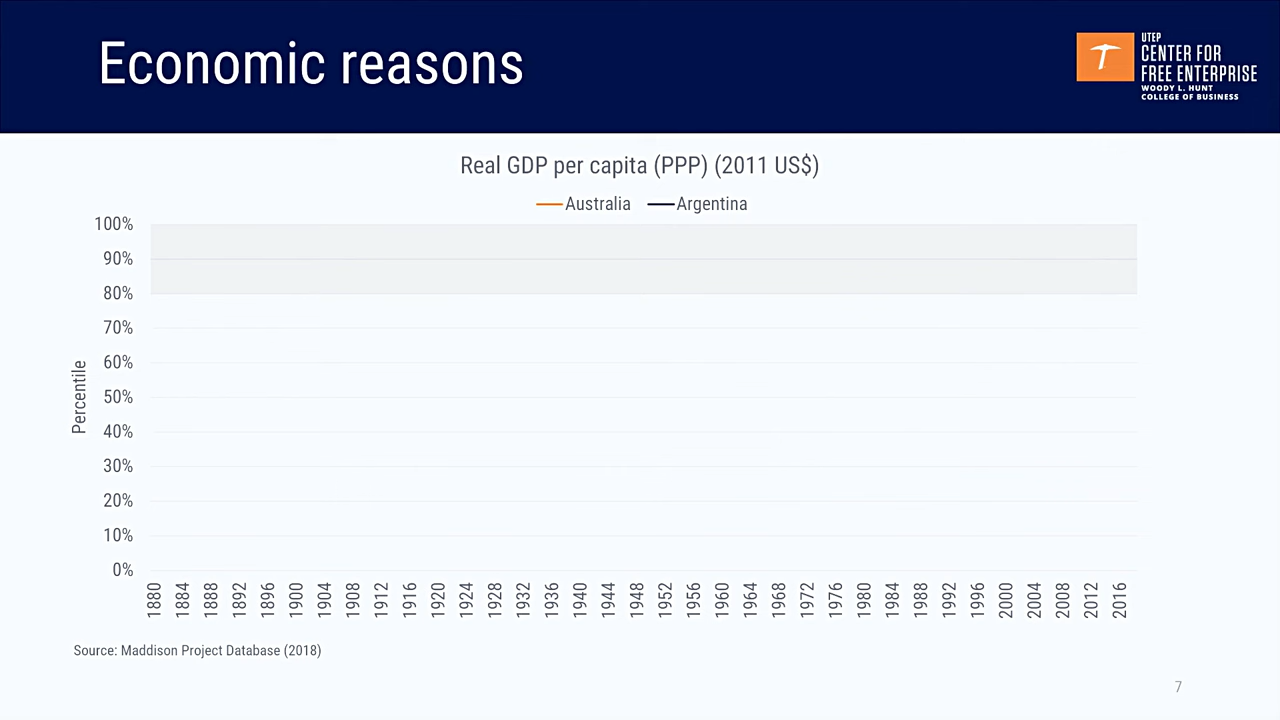 Economic reasons
UTEP
CENTER FOR
FREE ENTERPRISE
WOODY L. HUNT
COLLEGE OF BUSINESS
Real GDP per capita (PPP) (2011 US$)
Australia Argentina
100%
90%
80%
70%
60%
50%
40%
30%
20%
10%
0%
Percentile
1880 1884 1888 1892 1896 1900 1904 1908 1912 1916 1920 1924 1928 1932 1936 1940 1944 1948 1952 1956 1960 1964 1968 1972 1976 1980 1984 1988 1992 1996 2000 2004 2008 2012 2016
Source: Maddison Project Database (2018)
7